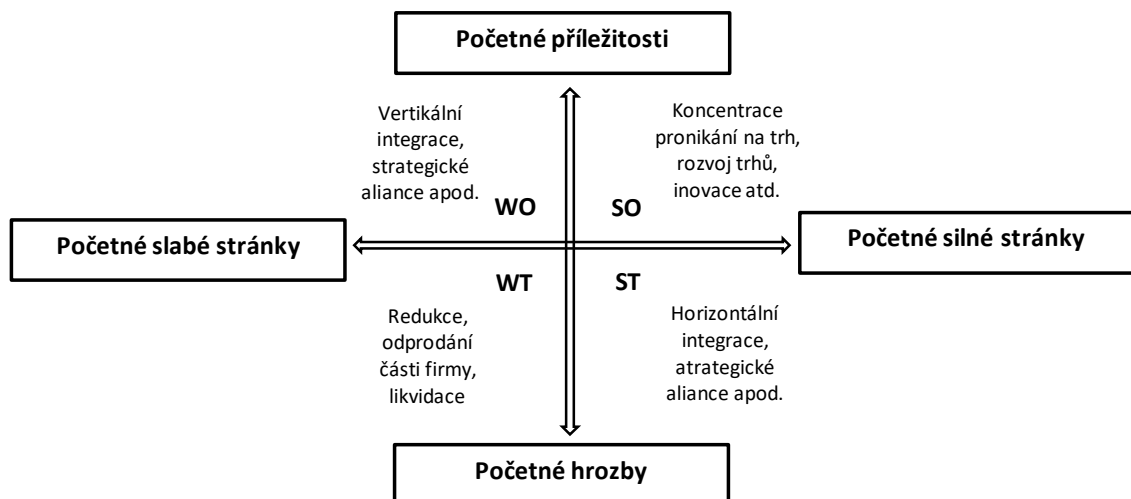 Početné příležitosti
Vertikální
integrace,
strategické
aliance apod.
Koncentrace
pronikání na trh,
rozvoj trhů,
inovace atd.
WO
SO
Početné slabé stránky
Početné silné stránky
WT
ST
Redukce,
odprodání
části firmy,
likvidace
Horizontální
integrace,
atrategické
aliance apod.
Početné hrozby